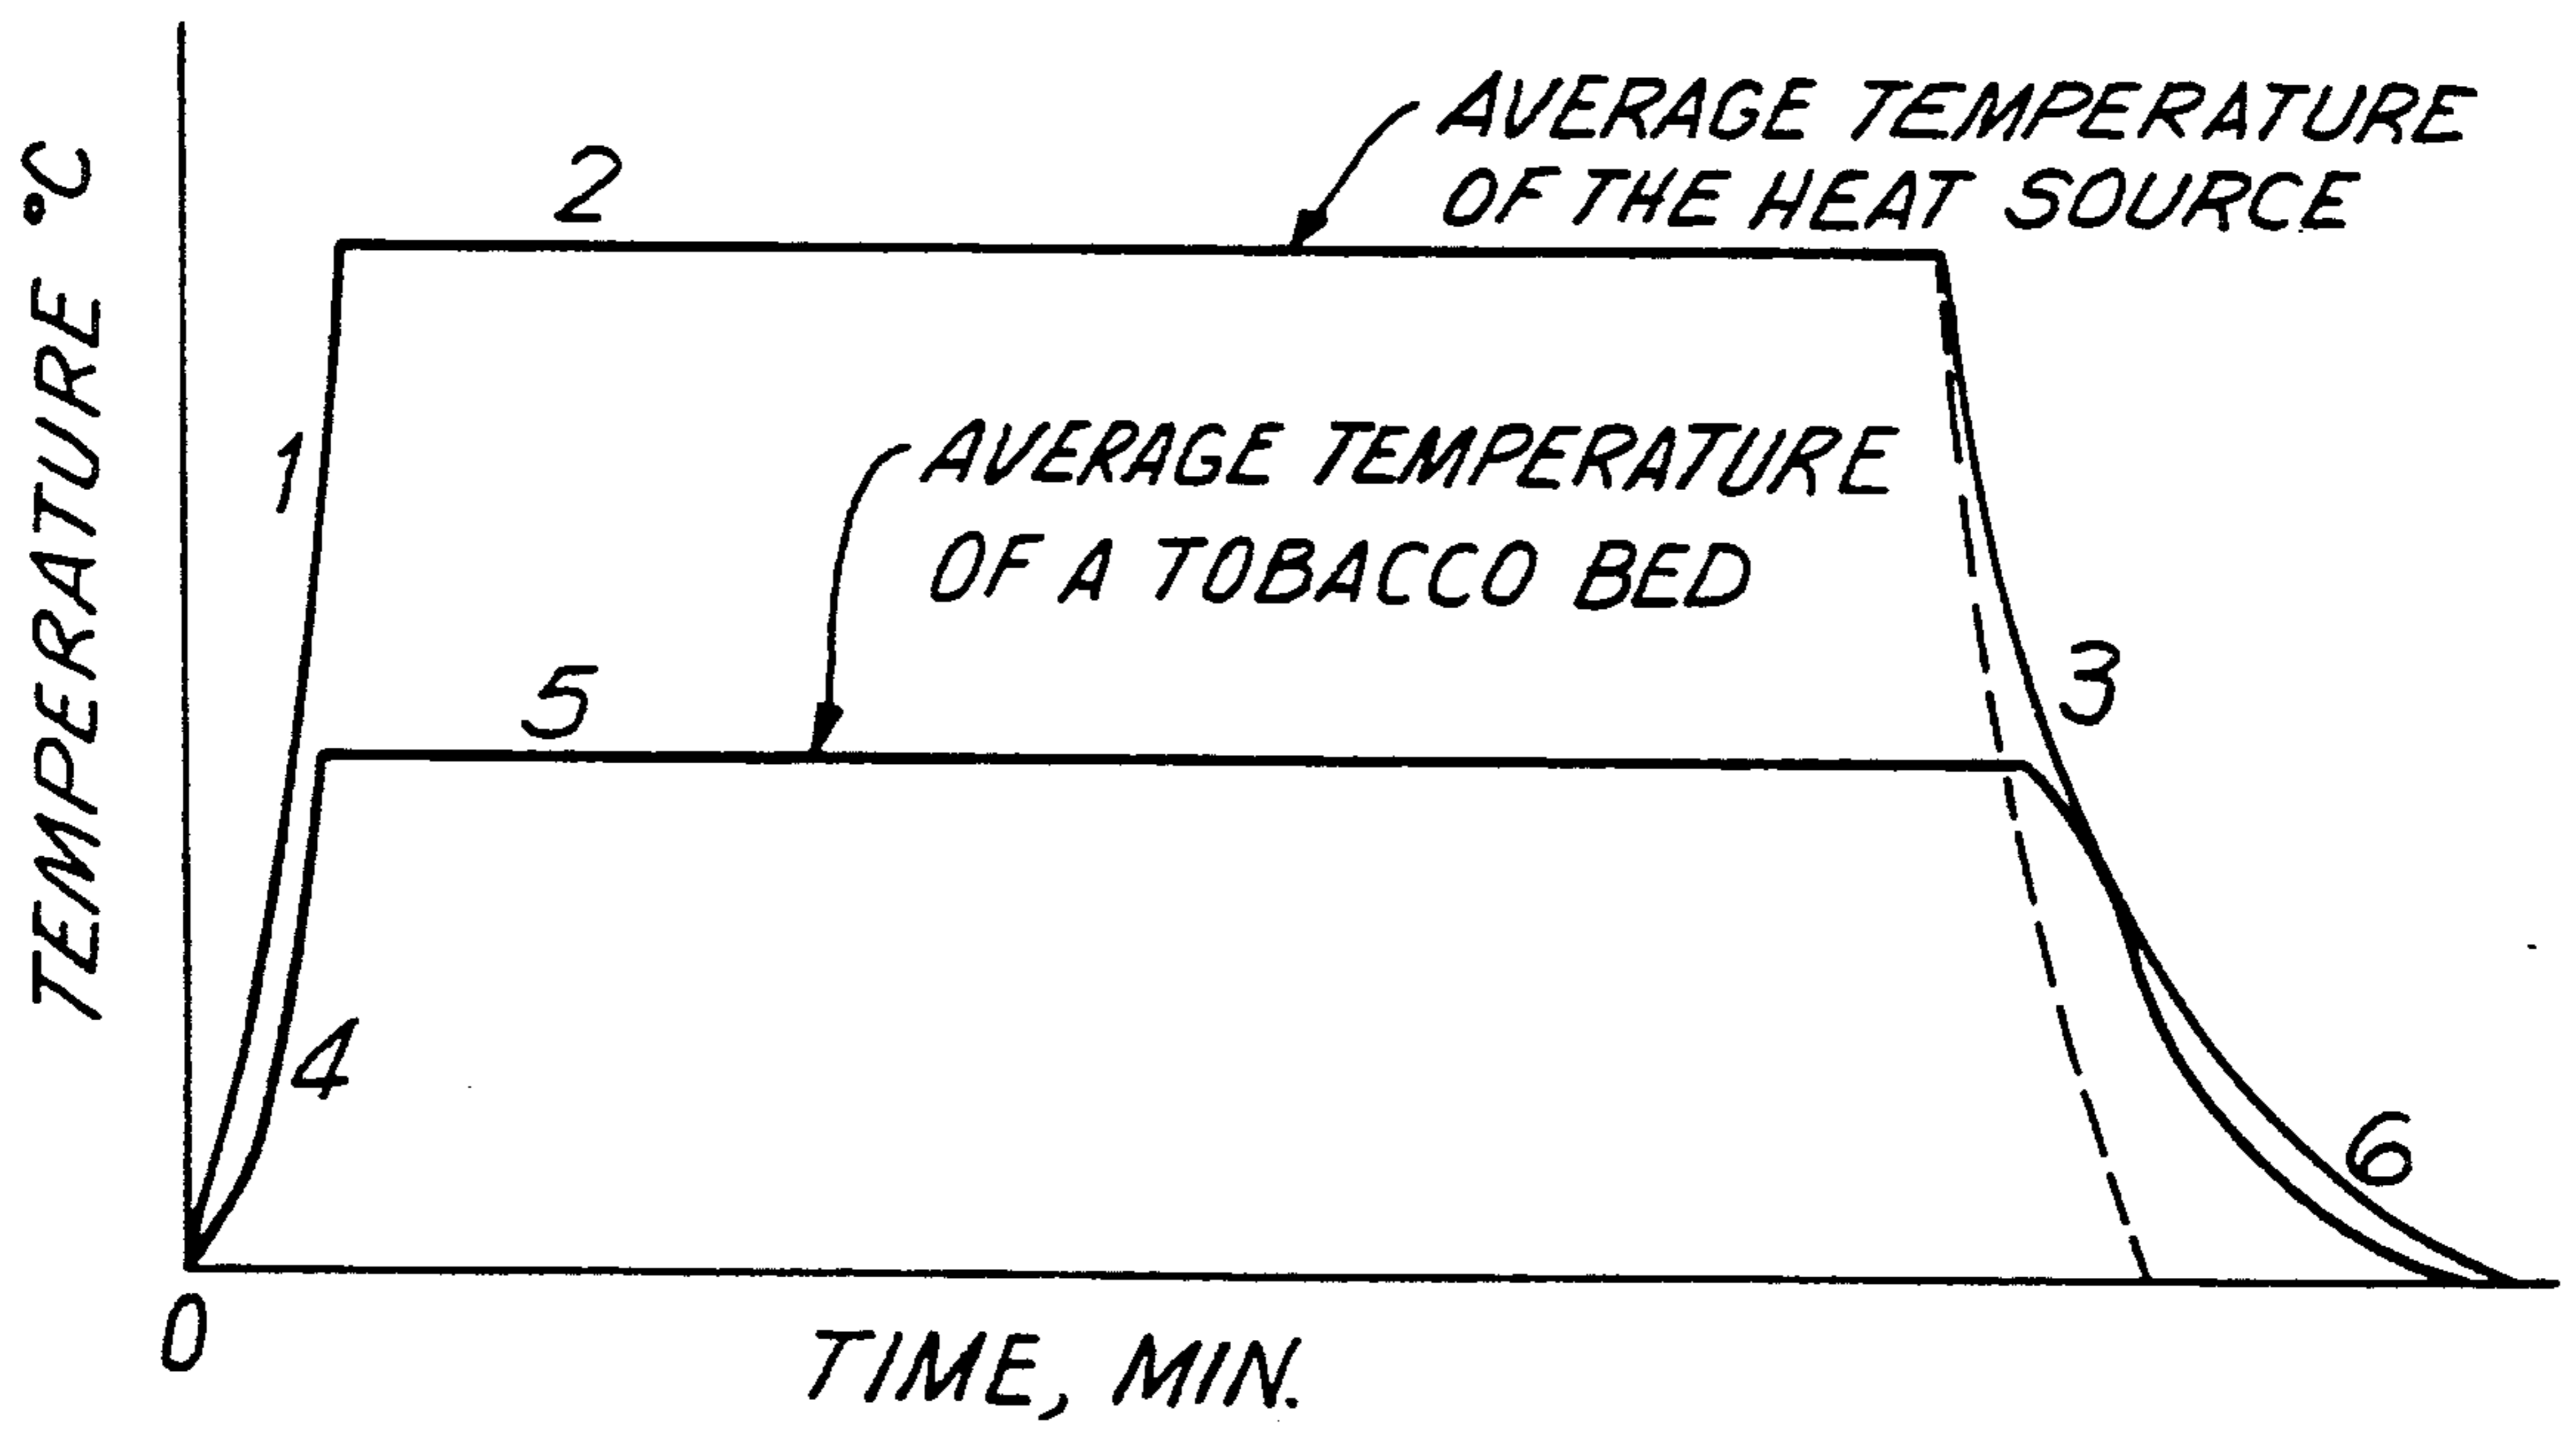 TEMPERATURE °C
2
AVERAGE TEMPERATURE
OF THE HEAT SOURCE
1
AVERAGE TEMPERATURE
OF A TOBACCO BED
5
3
4
6
0
TIME, MIN.